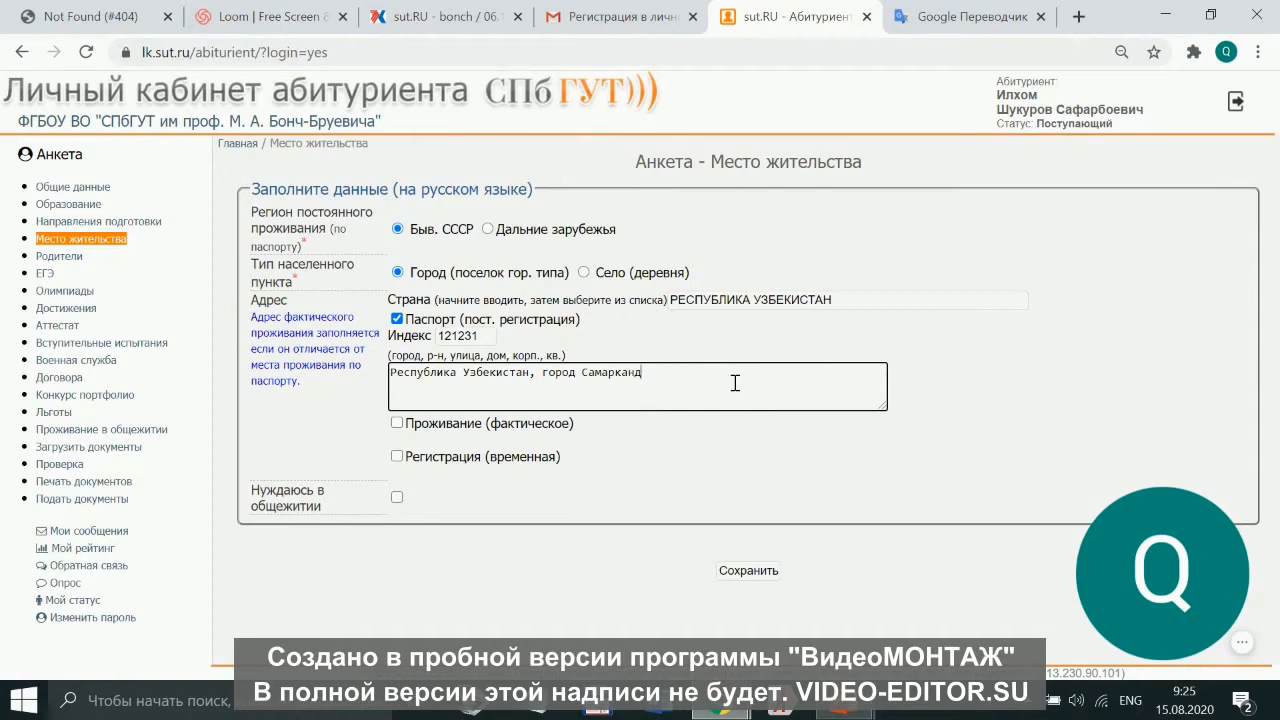 Not Found (#404)
Loom | Free Screen &
sut.RU - bonch / 06.1
Регистрация в личн
sut.RU - Абитуриент
Google Переводчик
lk.sut.ru/abiturient/?login=yes
Q
Личный кабинет абитуриента СПбГУТ)))
ФГБОУ ВО "СПбГУТ им проф. М. А. Бонч-Бруевича"
Абитуриент:
Илхом
Шукуров Сафарбоевич
Статус: Поступающий
Анкета
Общие данные
Образование
Направления подготовки
Место жительства
Родители
ЕГЭ
Олимпиады
Достижения
Аттестат
Вступительные испытания
Военная служба
Договора
Конкурс портфолио
Льготы
Проживание в общежитии
Загрузить документы
Проверка
Печать документов
Подать документы
Мои сообщения
Мой рейтинг
Обратная связь
Опрос
Мой статус
Изменить пароль
Главная / Место жительства
Анкета - Место жительства
Заполните данные (на русском языке)
Регион постоянного
проживания (по
паспорту)*
Быв. СССР
Дальние зарубежья
Тип населенного
пункта*
Город (поселок гор. типа)
Село (деревня)
Адрес
Адрес фактического
проживания заполняется
если он отличается от
места проживания по
паспорту.
Страна (начните вводить, затем выберите из списка) РЕСПУБЛИКА УЗБЕКИСТАН
Паспорт (пост. регистрация)
Индекс 121231
(город, р-н, улица, дом, корп., кв.)
Республика Узбекистан, город Самарканд
Проживание (фактическое)
Регистрация (временная)
Нуждаюсь в
общежитии
Сохранить
Q
13.230.90.101)
Создано в пробной версии программы "ВидеоМОНТАЖ"
В полной версии этой надписи не будет. VIDEO-EDITOR.SU
Чтобы начать поиск,
ENG
9:25
15.08.2020
2